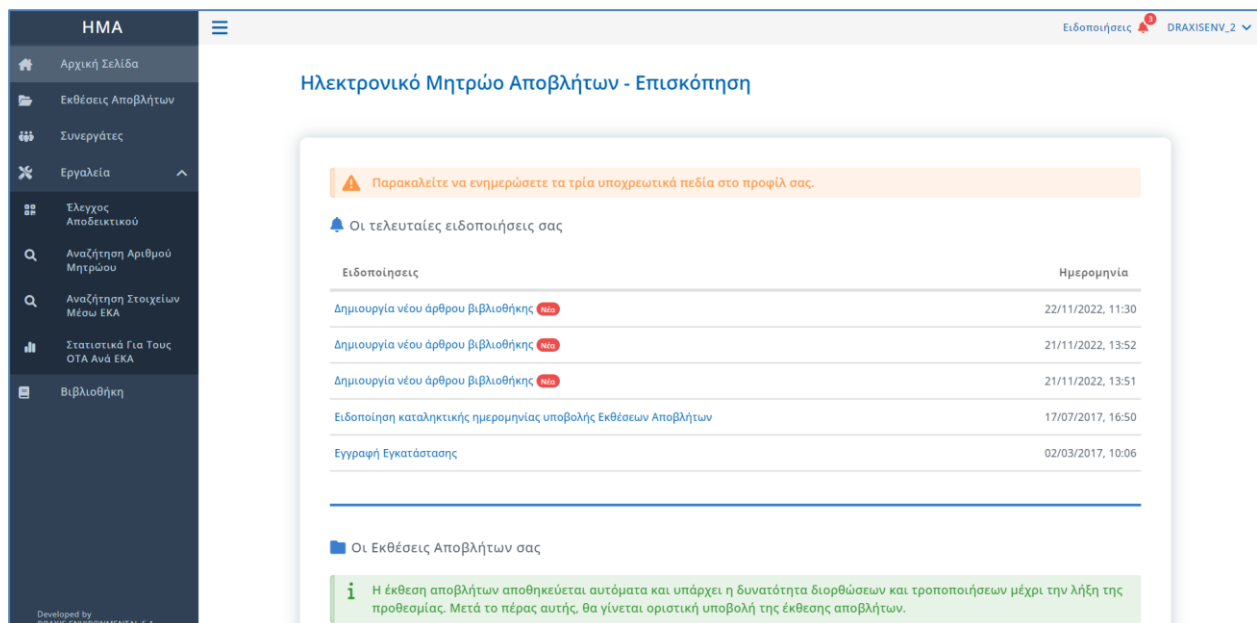 ΗΜΑ
Ειδοποιήσεις 3 DRAXISENV_2
Αρχική Σελίδα
Εκθέσεις Αποβλήτων
Συνεργάτες
Εργαλεία
Έλεγχος
Αποδεικτικού
Αναζήτηση Αριθμού
Μητρώου
Αναζήτηση Στοιχείων
Μέσω ΕΚΑ
Στατιστικά Για Τους
ΟΤΑ Ανά ΕΚΑ
Βιβλιοθήκη
Developed by
DRAXIS ENVIRONMENTAL S.A.
Ηλεκτρονικό Μητρώο Αποβλήτων - Επισκόπηση
Παρακαλείτε να ενημερώσετε τα τρία υποχρεωτικά πεδία στο προφίλ σας.
Οι τελευταίες ειδοποιήσεις σας
Ειδοποίησεις Ημερομηνία
Δημιουργία νέου άρθρου βιβλιοθήκης Νέα 22/11/2022, 11:30
Δημιουργία νέου άρθρου βιβλιοθήκης Νέα 21/11/2022, 13:52
Δημιουργία νέου άρθρου βιβλιοθήκης Νέα 21/11/2022, 13:51
Ειδοποίηση καταληκτικής ημερομηνίας υποβολής Εκθέσεων Αποβλήτων 17/07/2017, 16:50
Εγγραφή Εγκατάστασης 02/03/2017, 10:06
Οι Εκθέσεις Αποβλήτων σας
Η έκθεση αποβλήτων αποθηκεύεται αυτόματα και υπάρχει η δυνατότητα διορθώσεων και τροποποιήσεων μέχρι την λήξη της
προθεσμίας. Μετά το πέρας αυτής, θα γίνεται οριστική υποβολή της έκθεσης αποβλήτων.